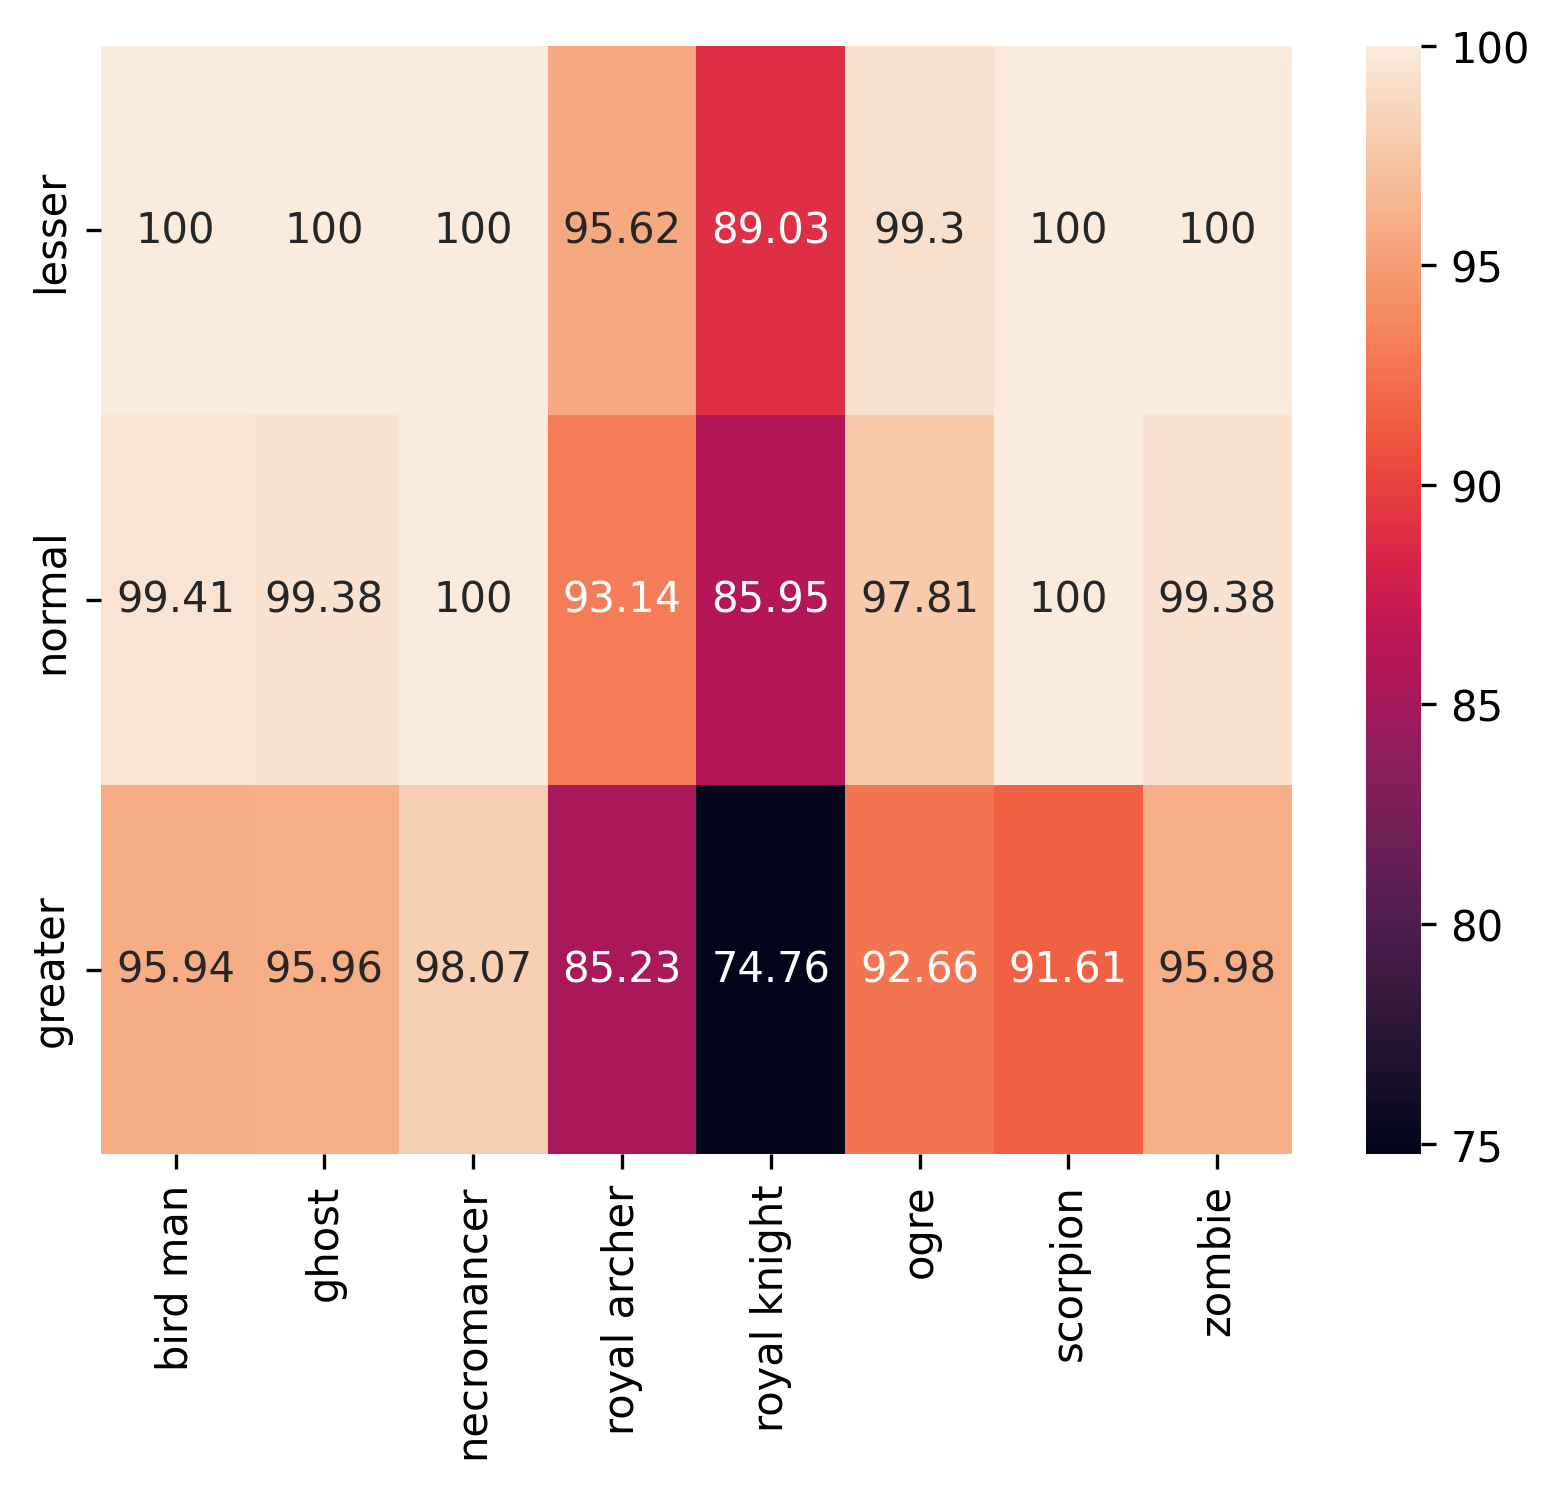 lesser 100 100 100 95.62 89.03 99.3 100 100
normal 99.41 99.38 100 93.14 85.95 97.81 100 99.38
greater 95.94 95.96 98.07 85.23 74.76 92.66 91.61 95.98
bird man
ghost
necromancer
royal archer
royal knight
ogre
scorpion
zombie
100
95
90
85
80
75